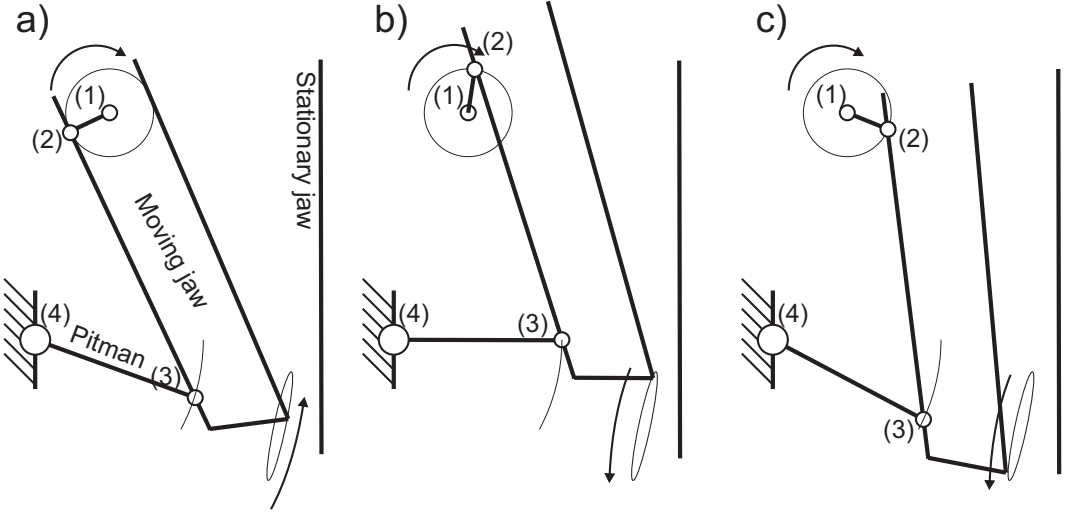 a)
(1)
(2)
Moving jaw
Stationary jaw
(4)
Pitman
(3)
b)
(2)
(1)
(4)
(3)
c)
(1)
(2)
(4)
(3)